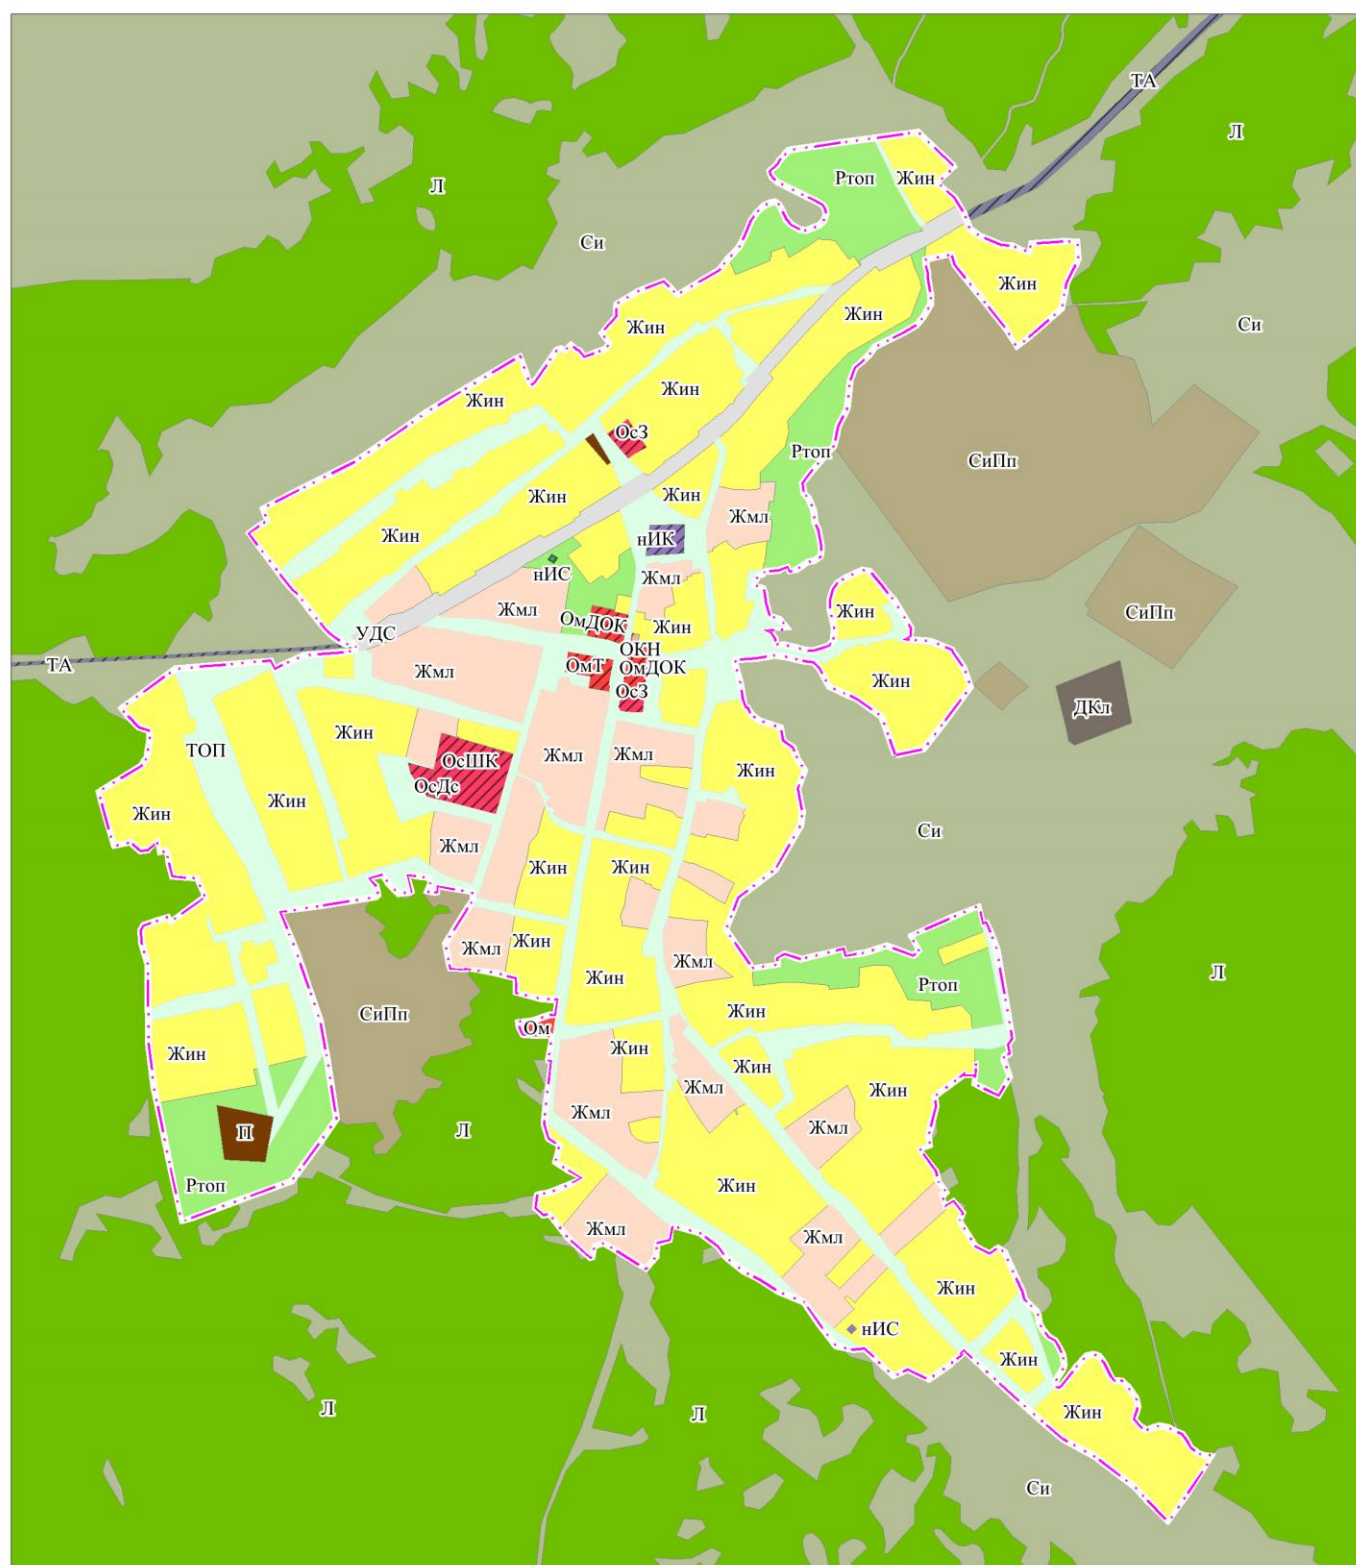 ТА
Л
Ртоп
Жин
Л
Си
Жин
Жин
Си
Жин
Жин
Жин
ОсЗ
Ртоп
СиПп
Жин
Жин
Жмл
Жин
нИК
нИС
Жмл
Жмл
ОмДОК
Жин
Жин
СиПп
УДС
ОКН
ТА
Жмл
ОмТ
ОмДОК
Жин
ОсЗ
ДКл
Жин
ТОП
ОсШК
Жмл
Жмл
Жин
ОсДс
Жин
Жин
Си
Жмл
Жин
Жин
Жмл
Жин
Жмл
Л
Жин
Ртоп
СиПп
Жин
Ом
Жин
Жин
Жин
Жмл
Жин
Жмл
П
Л
Жмл
Ртоп
Жин
Жмл
Жмл
Жин
нИС
Жин
Л
Л
Жин
Си